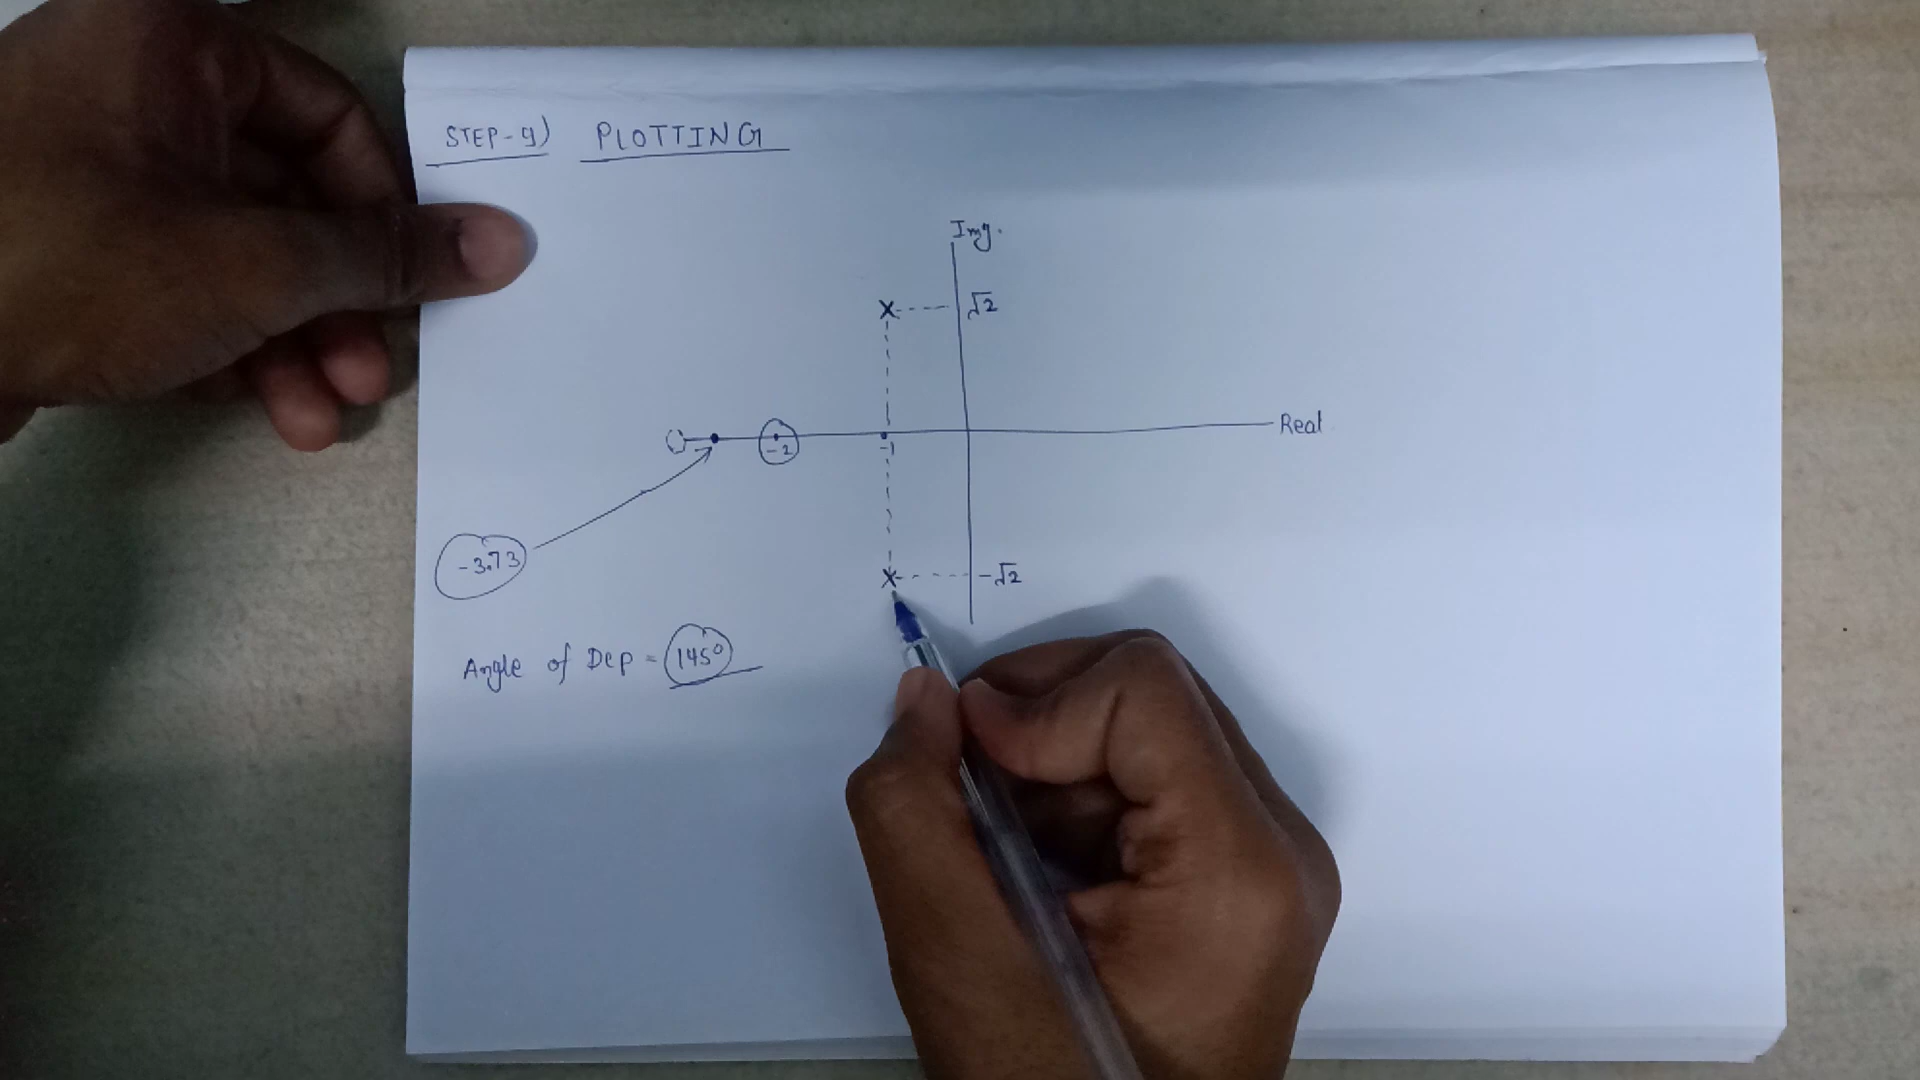 STEP-9) PLOTTING
Img.
√2
Real
-2
-1
-3.73
-√2
Angle of Dep = 145°